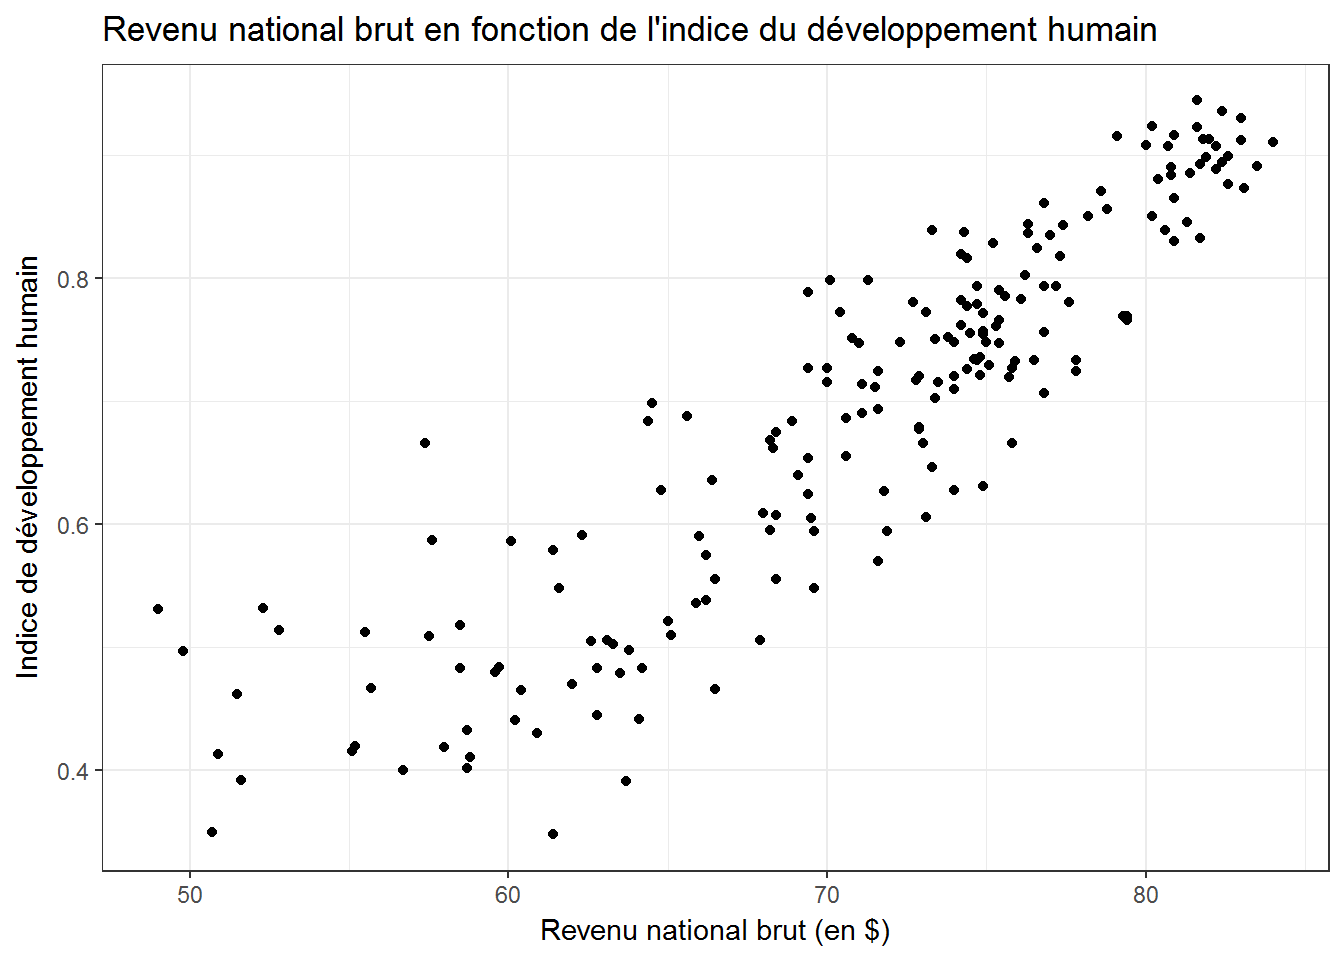 Revenu national brut en fonction de l'indice du développement humain
Indice de développement humain
0.8
0.6
0.4
50
60
70
80
Revenu national brut (en $)